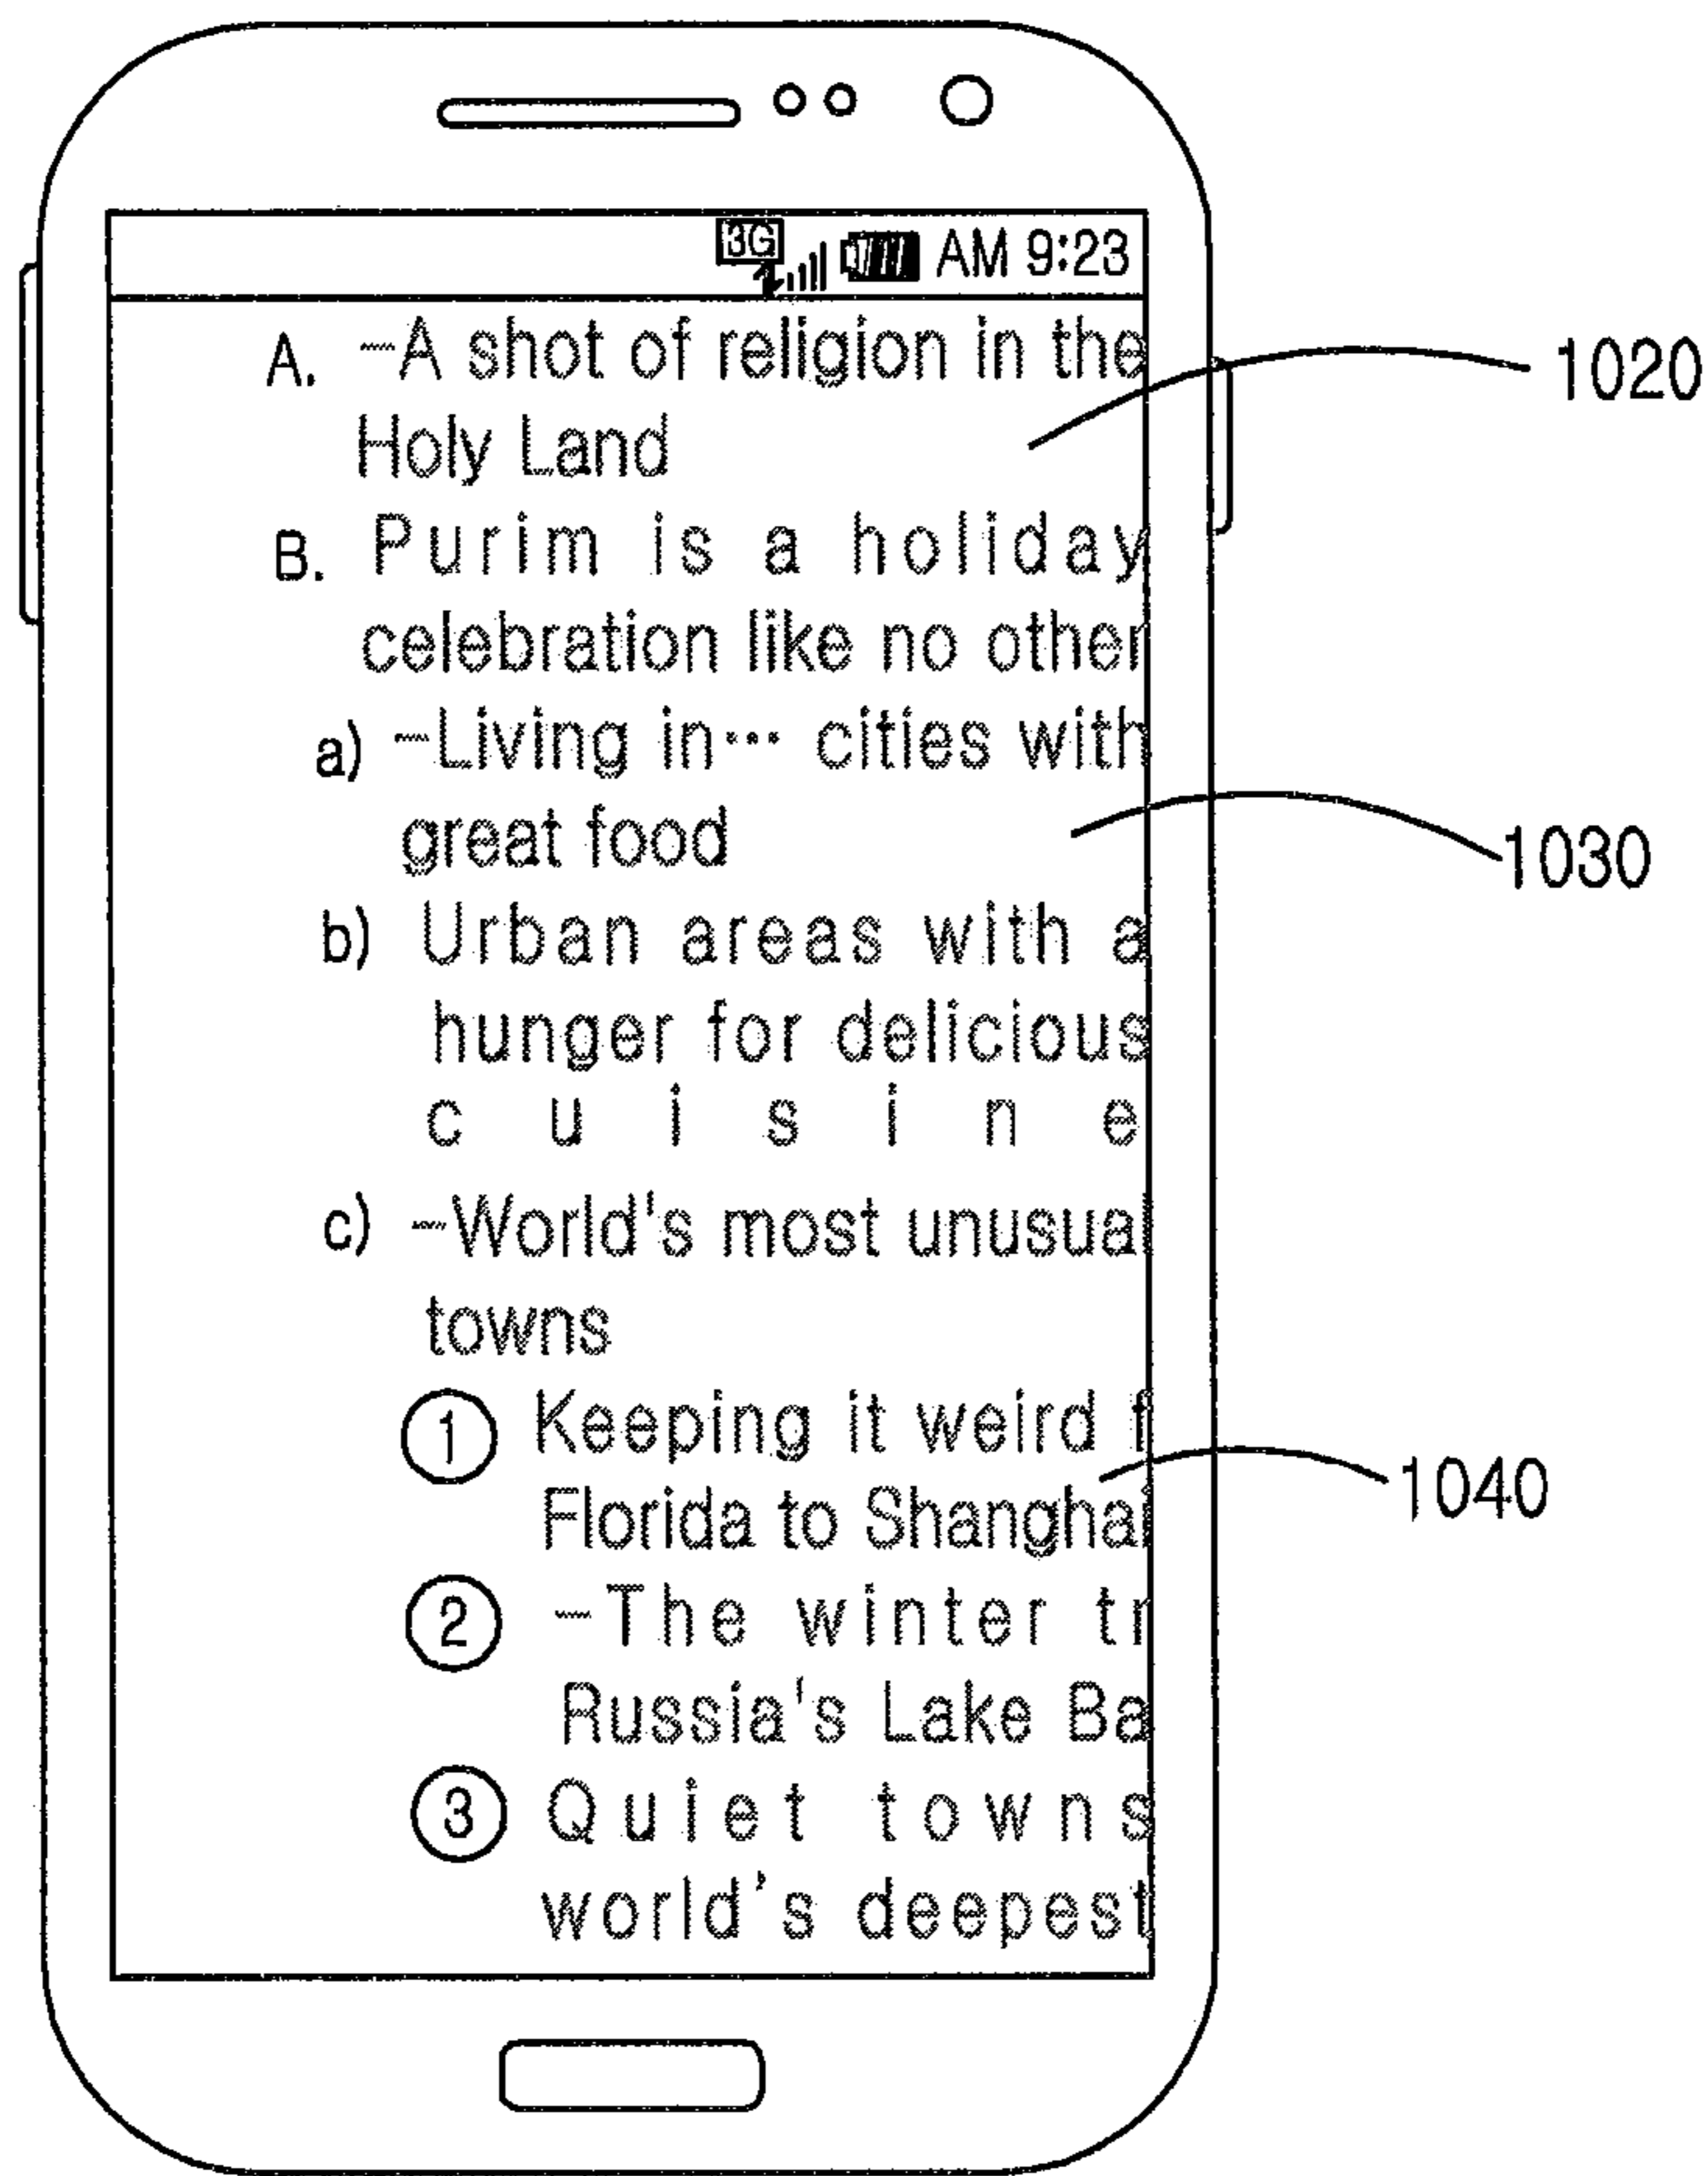 3G AM 9:23
A. -A shot of religion in the
Holy Land
B. Purim is a holiday
celebration like no other
a) -Living in··· cities with
great food
b) Urban areas with a
hunger for delicious
cuisine
c) -World's most unusual
towns
① Keeping it weird f
Florida to Shanghai
② -The winter tr
Russia's Lake Ba
③ Quiet towns
world's deepest
1020
1030
1040